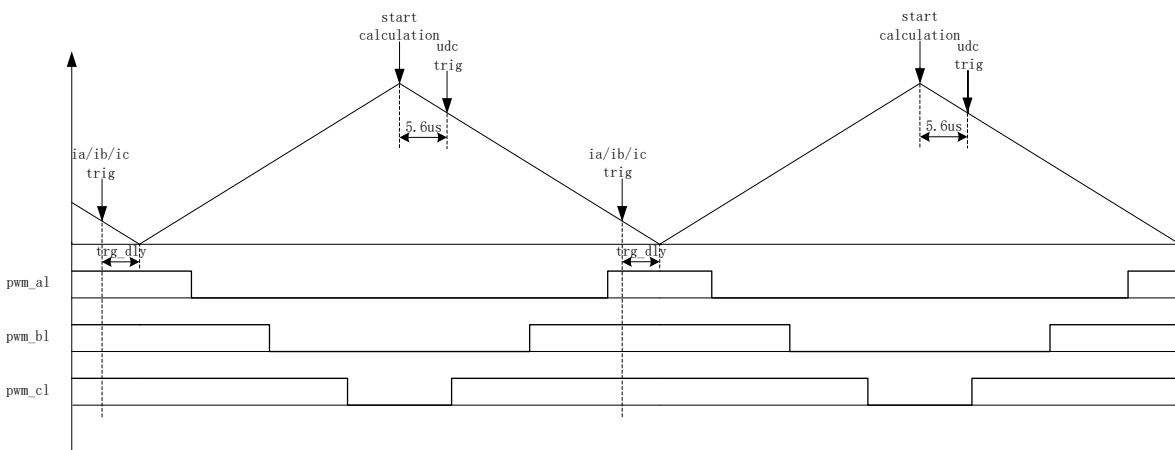 start
calculation
udc
trig
5.6us
ia/ib/ic
trig
trg_dly
start
calculation
udc
trig
5.6us
ia/ib/ic
trig
trg_dly
pwm_al
pwm_bl
pwm_cl